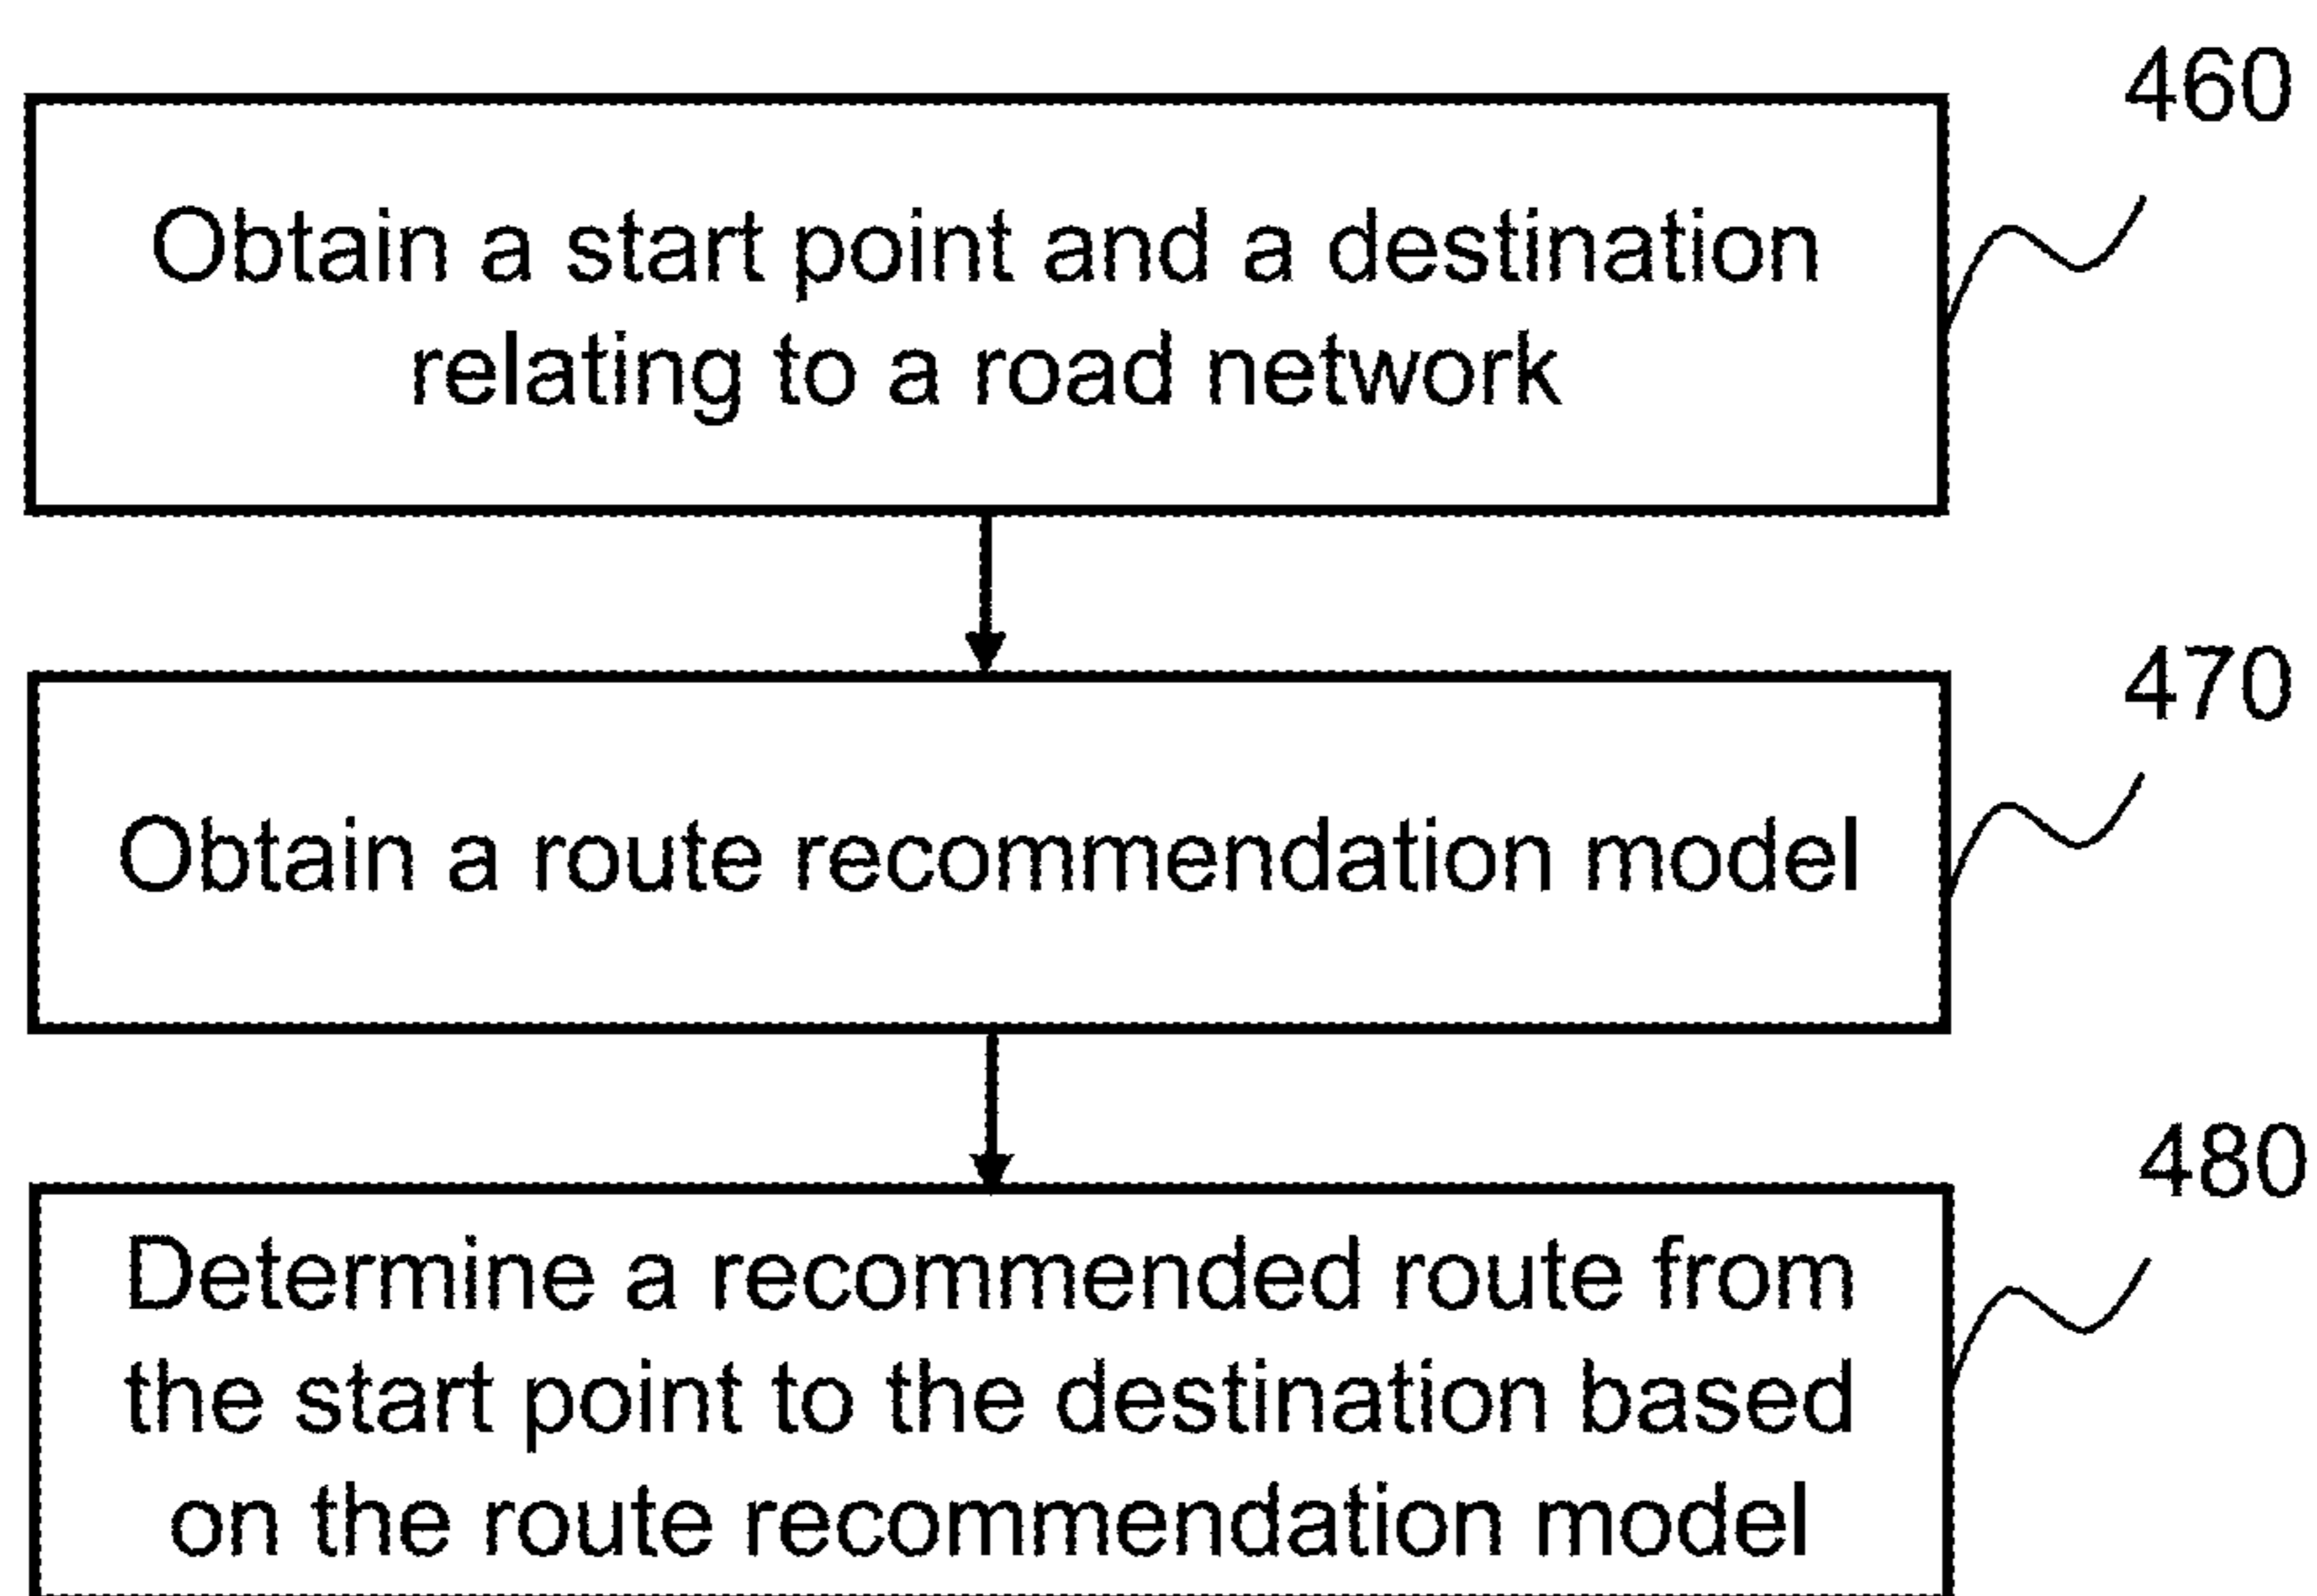 460
Obtain a start point and a destination
relating to a road network
470
Obtain a route recommendation model
480
Determine a recommended route from
the start point to the destination based
on the route recommendation model